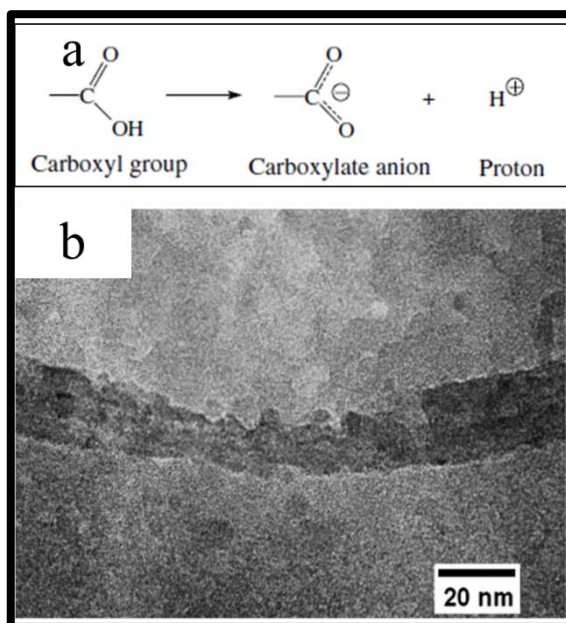 a
O
C
OH
Carboxyl group
O
C ⊖
O
Carboxylate anion
+
H⊕
Proton
b
20 nm